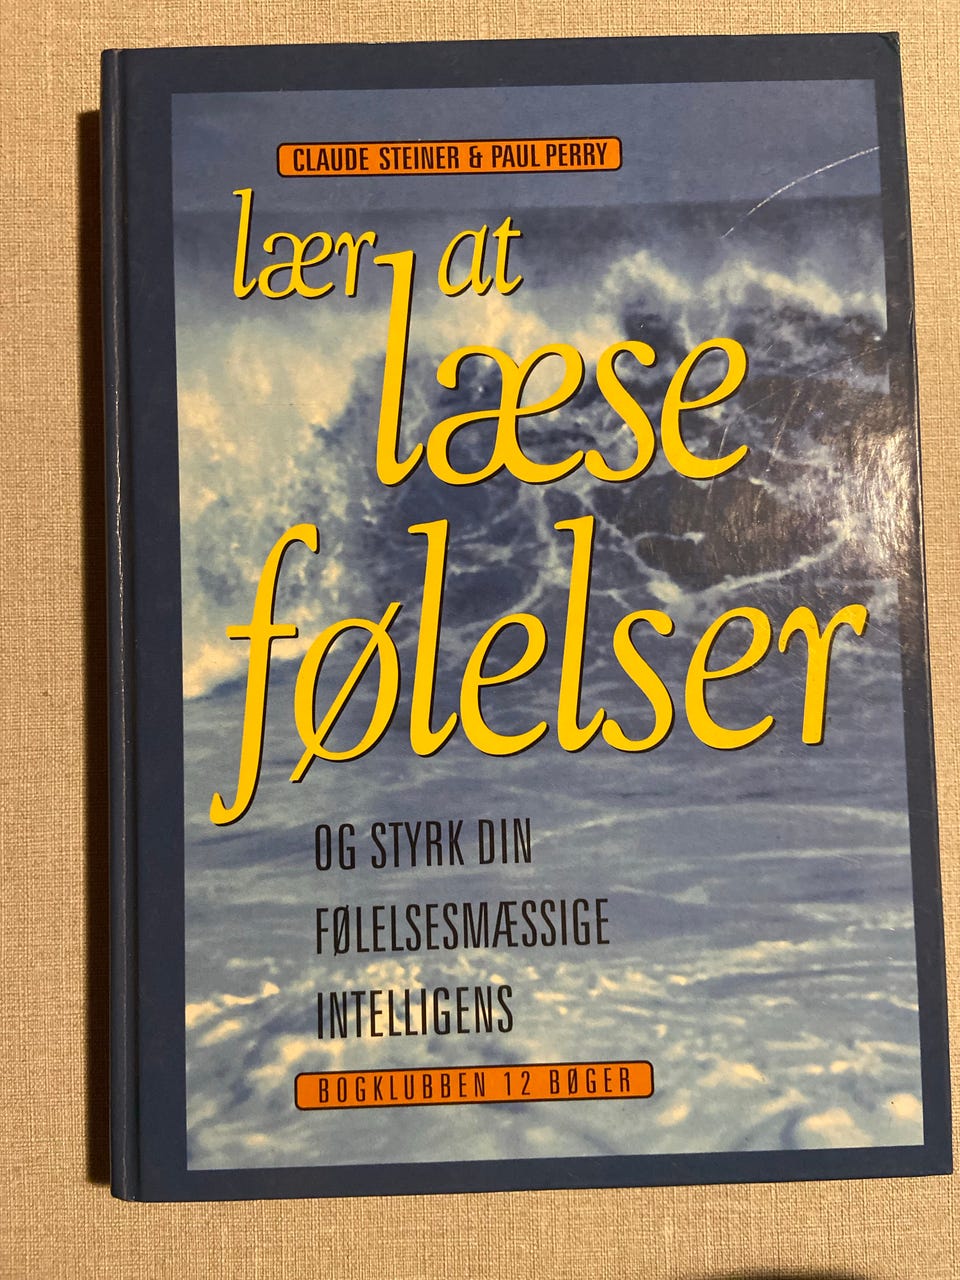 CLAUDE STEINER & PAUL PERRY
lær at
læse
følelser
OG STYRK DIN
FØLELSESMÆSSIGE
INTELLIGENS
BOGKLUBBEN 12 BØGER